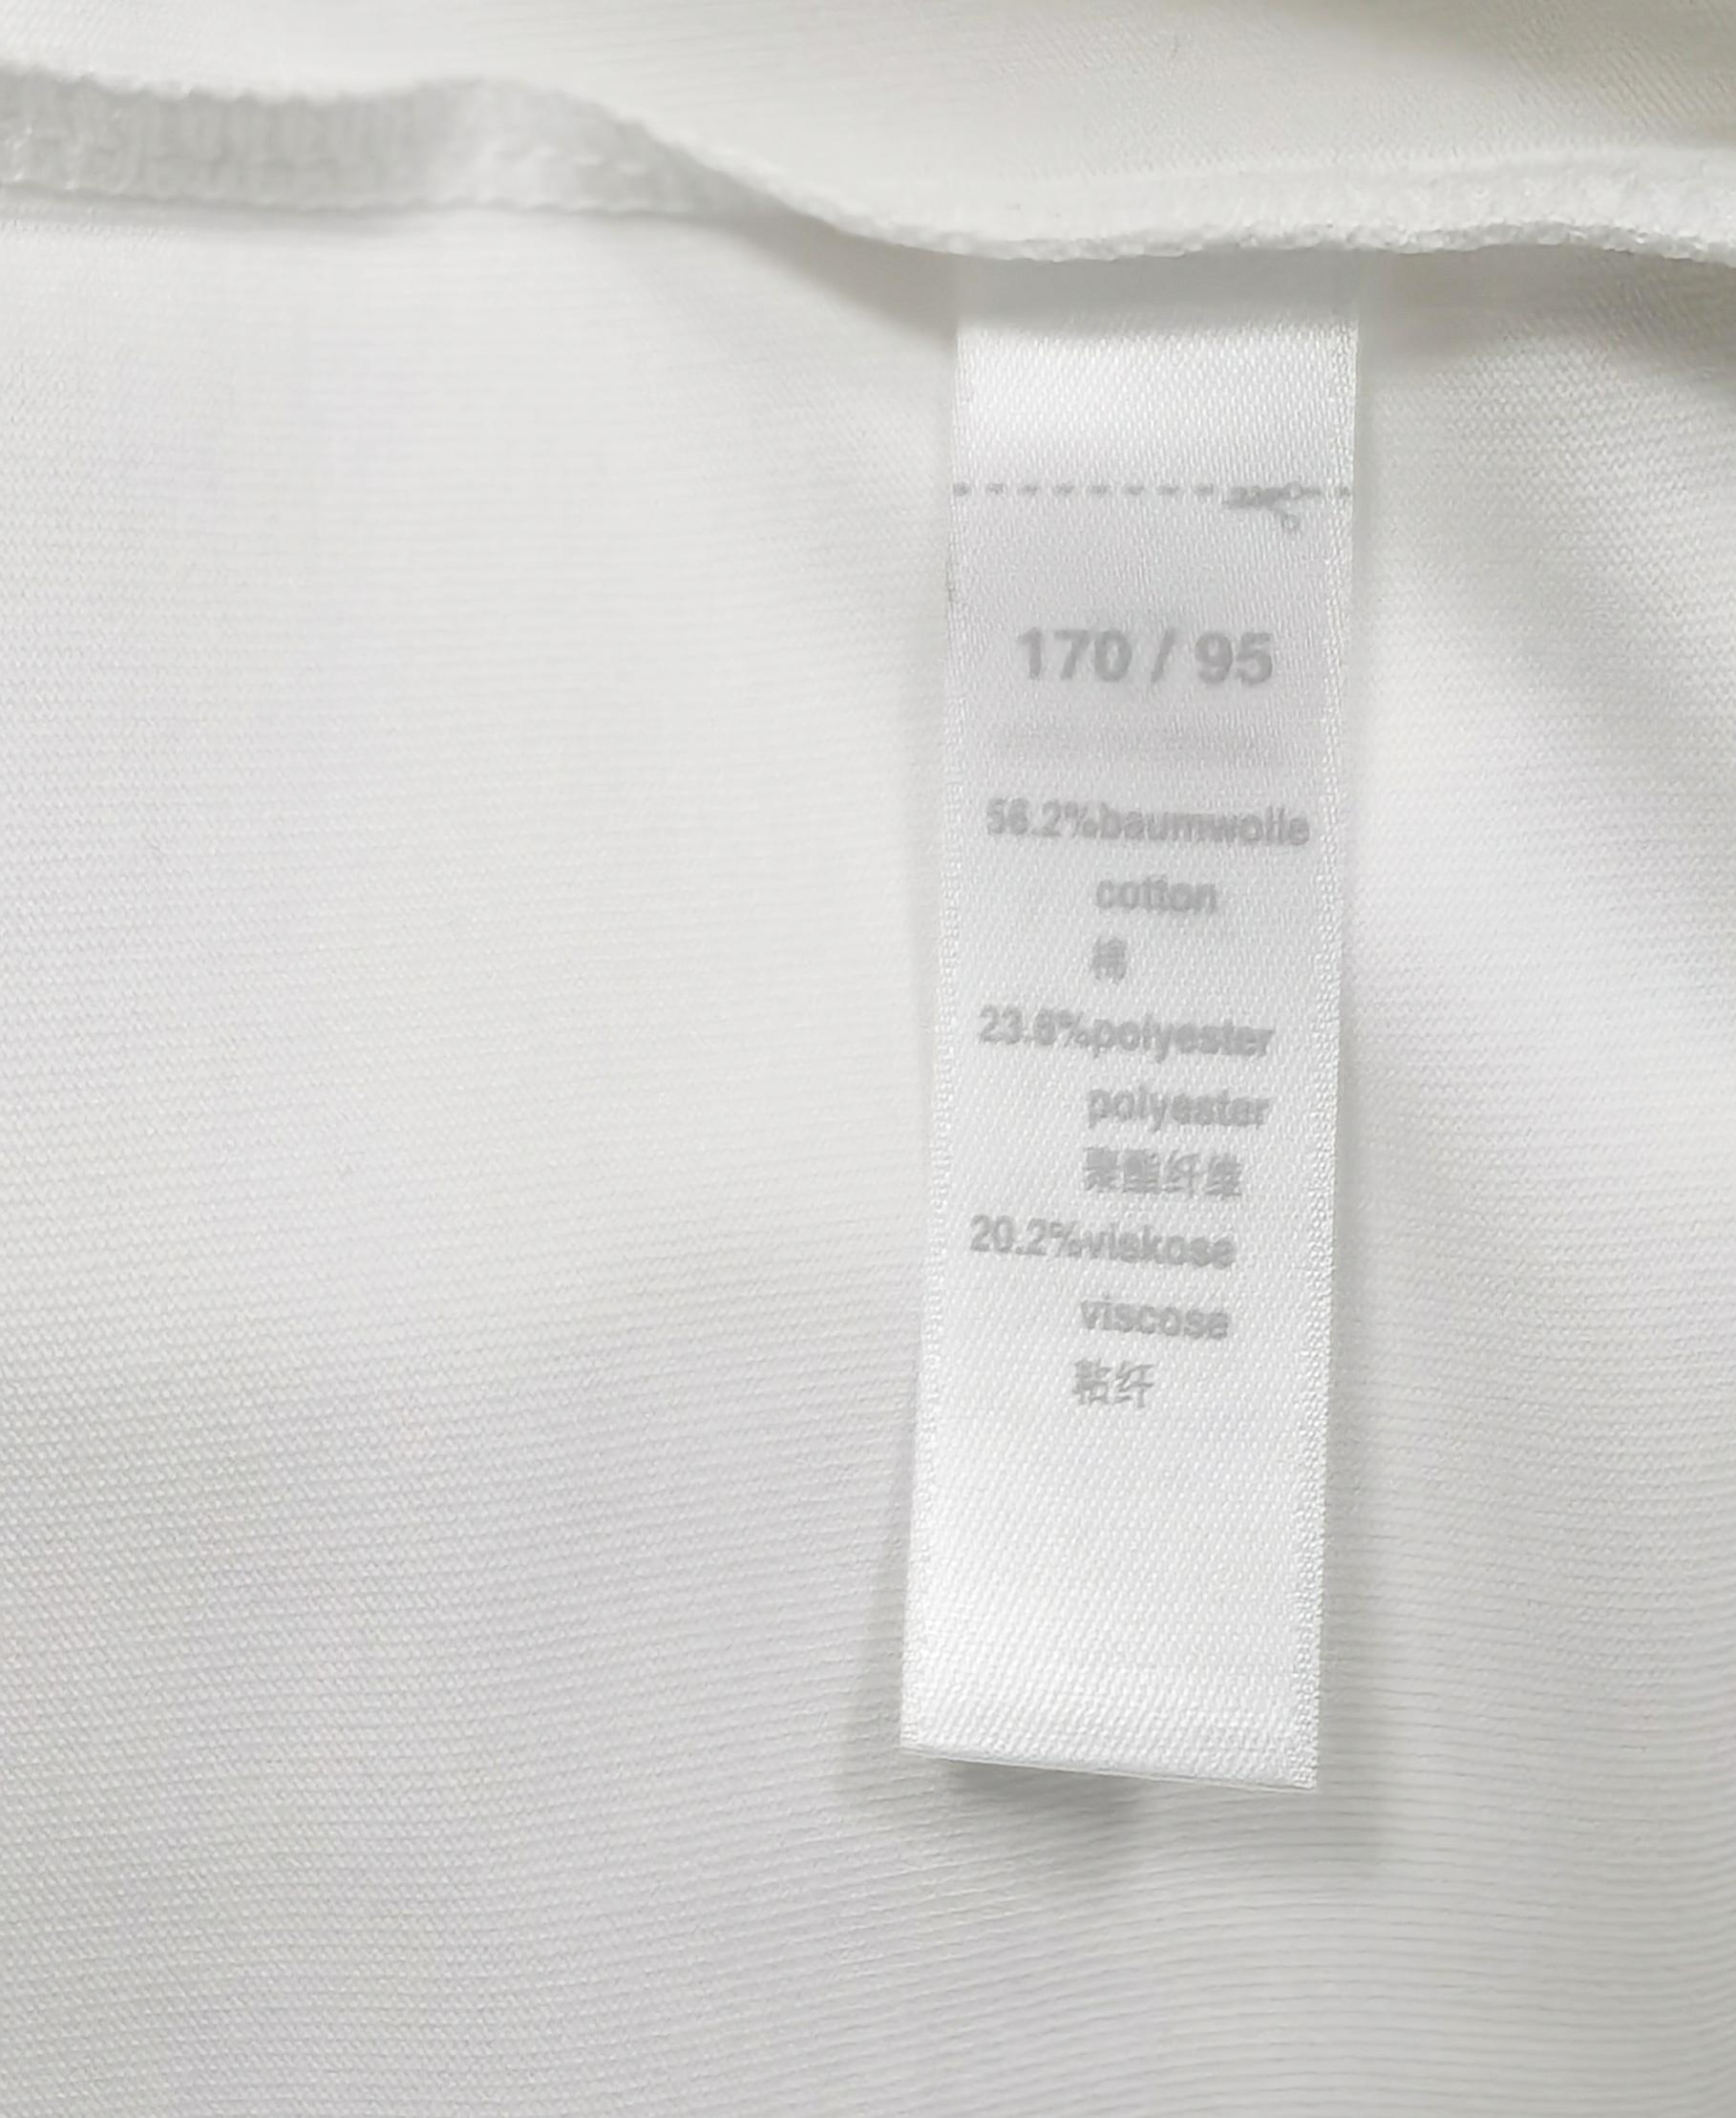 170 / 95
56.2%baumwolle
cotton
棉
23.6%polyester
polyester
聚酯纤维
20.2%viskose
viscose
粘纤